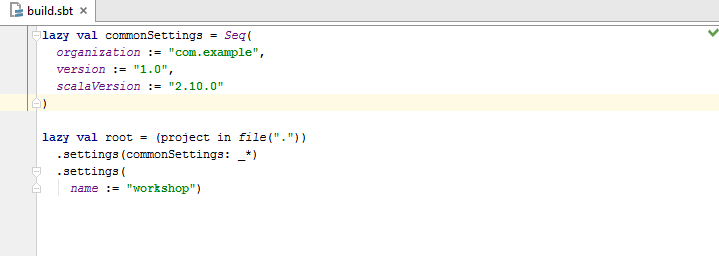 build.sbt
lazy val commonSettings = Seq(
  organization := "com.example",
  version := "1.0",
  scalaVersion := "2.10.0"
)
lazy val root = (project in file("."))
  .settings(commonSettings: _*)
  .settings(
    name := "workshop")